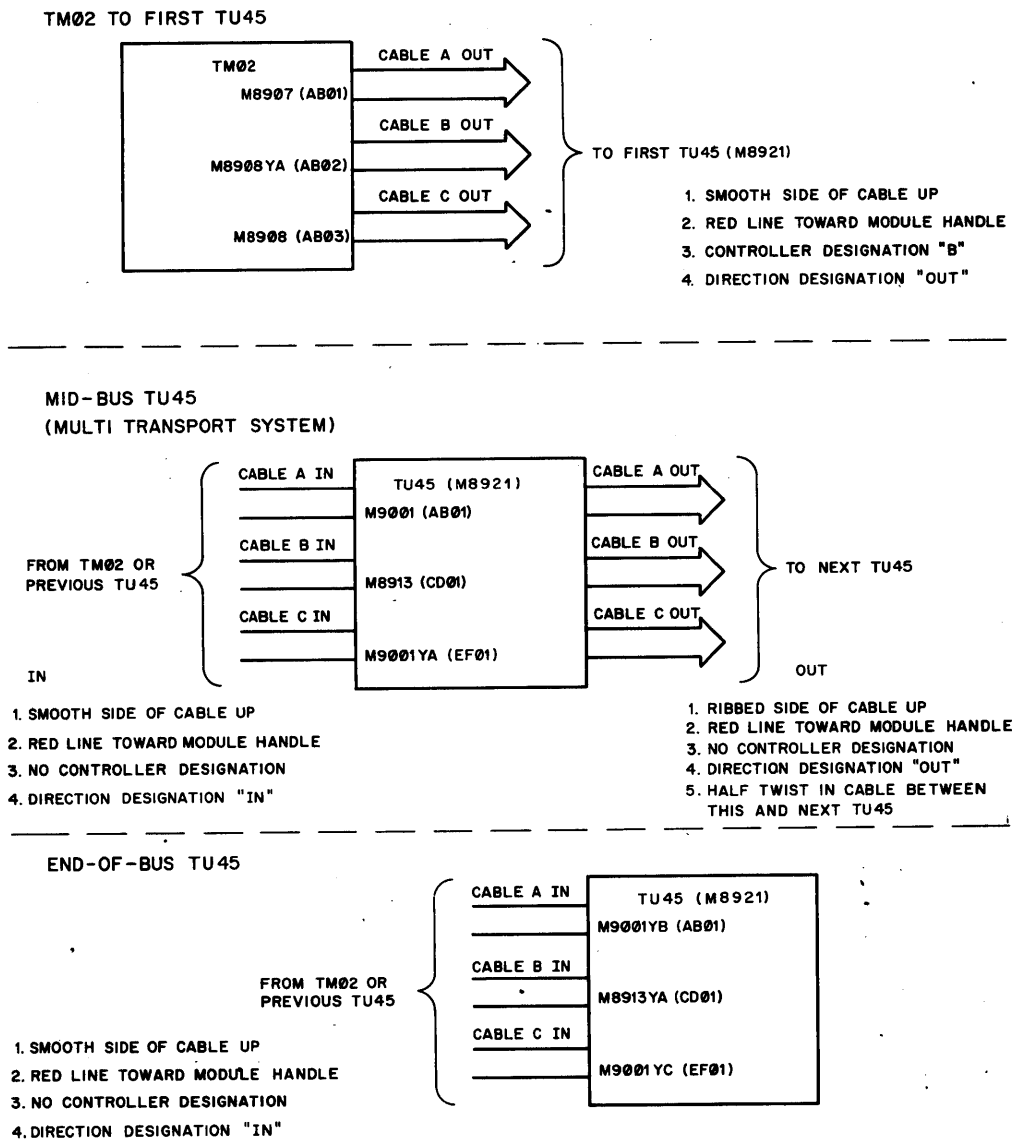 TMØ2 TO FIRST TU45
TMØ2
M89Ø7 (ABØ1)
M89Ø8YA (ABØ2)
M89Ø8 (ABØ3)
CABLE A OUT
CABLE B OUT
CABLE C OUT
TO FIRST TU45 (M8921)
1. SMOOTH SIDE OF CABLE UP
2. RED LINE TOWARD MODULE HANDLE
3. CONTROLLER DESIGNATION "B"
4. DIRECTION DESIGNATION "OUT"
MID-BUS TU45
(MULTI TRANSPORT SYSTEM)
FROM TMØ2 OR
PREVIOUS TU45
CABLE A IN
CABLE B IN
CABLE C IN
TU45 (M8921)
M9ØØ1 (ABØ1)
M8913 (CDØ1)
M9ØØ1YA (EFØ1)
CABLE A OUT
CABLE B OUT
CABLE C OUT
TO NEXT TU45
IN
1. SMOOTH SIDE OF CABLE UP
2. RED LINE TOWARD MODULE HANDLE
3. NO CONTROLLER DESIGNATION
4. DIRECTION DESIGNATION "IN"
OUT
1. RIBBED SIDE OF CABLE UP
2. RED LINE TOWARD MODULE HANDLE
3. NO CONTROLLER DESIGNATION
4. DIRECTION DESIGNATION "OUT"
5. HALF TWIST IN CABLE BETWEEN
THIS AND NEXT TU45
END-OF-BUS TU45
FROM TMØ2 OR
PREVIOUS TU45
CABLE A IN
CABLE B IN
CABLE C IN
TU45 (M8921)
M9ØØ1YB (ABØ1)
M8913YA (CDØ1)
M9ØØ1YC (EFØ1)
1. SMOOTH SIDE OF CABLE UP
2. RED LINE TOWARD MODULE HANDLE
3. NO CONTROLLER DESIGNATION
4. DIRECTION DESIGNATION "IN"